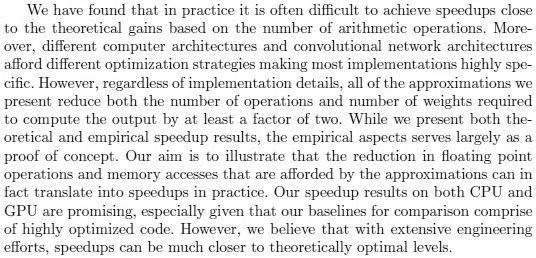 We have found that in practice it is often difficult to achieve speedups close
to the theoretical gains based on the number of arithmetic operations. More-
over, different computer architectures and convolutional network architectures
afford different optimization strategies making most implementations highly spe-
cific. However, regardless of implementation details, all of the approximations we
present reduce both the number of operations and number of weights required
to compute the output by at least a factor of two. While we present both the-
oretical and empirical speedup results, the empirical aspects serves largely as a
proof of concept. Our aim is to illustrate that the reduction in floating point
operations and memory accesses that are afforded by the approximations can in
fact translate into speedups in practice. Our speedup results on both CPU and
GPU are promising, especially given that our baselines for comparison comprise
of highly optimized code. However, we believe that with extensive engineering
efforts, speedups can be much closer to theoretically optimal levels.